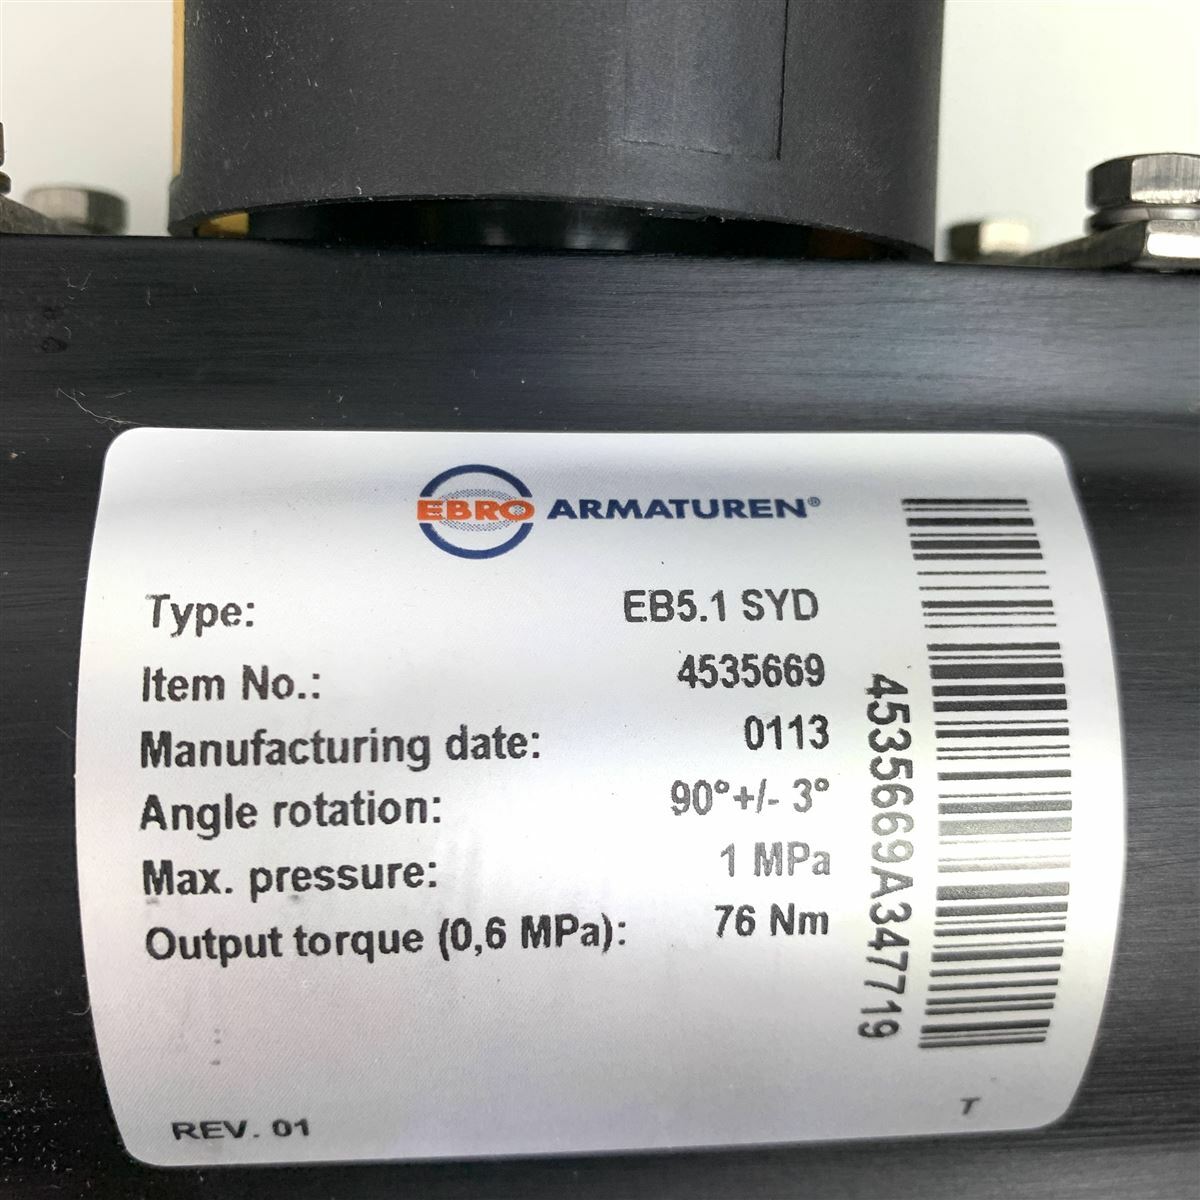 EBRO ARMATUREN®
Type: EB5.1 SYD
Item No.: 4535669
Manufacturing date: 0113
Angle rotation: 90°+/- 3°
Max. pressure: 1 MPa
Output torque (0,6 MPa): 76 Nm
4535669A347719
REV. 01
T